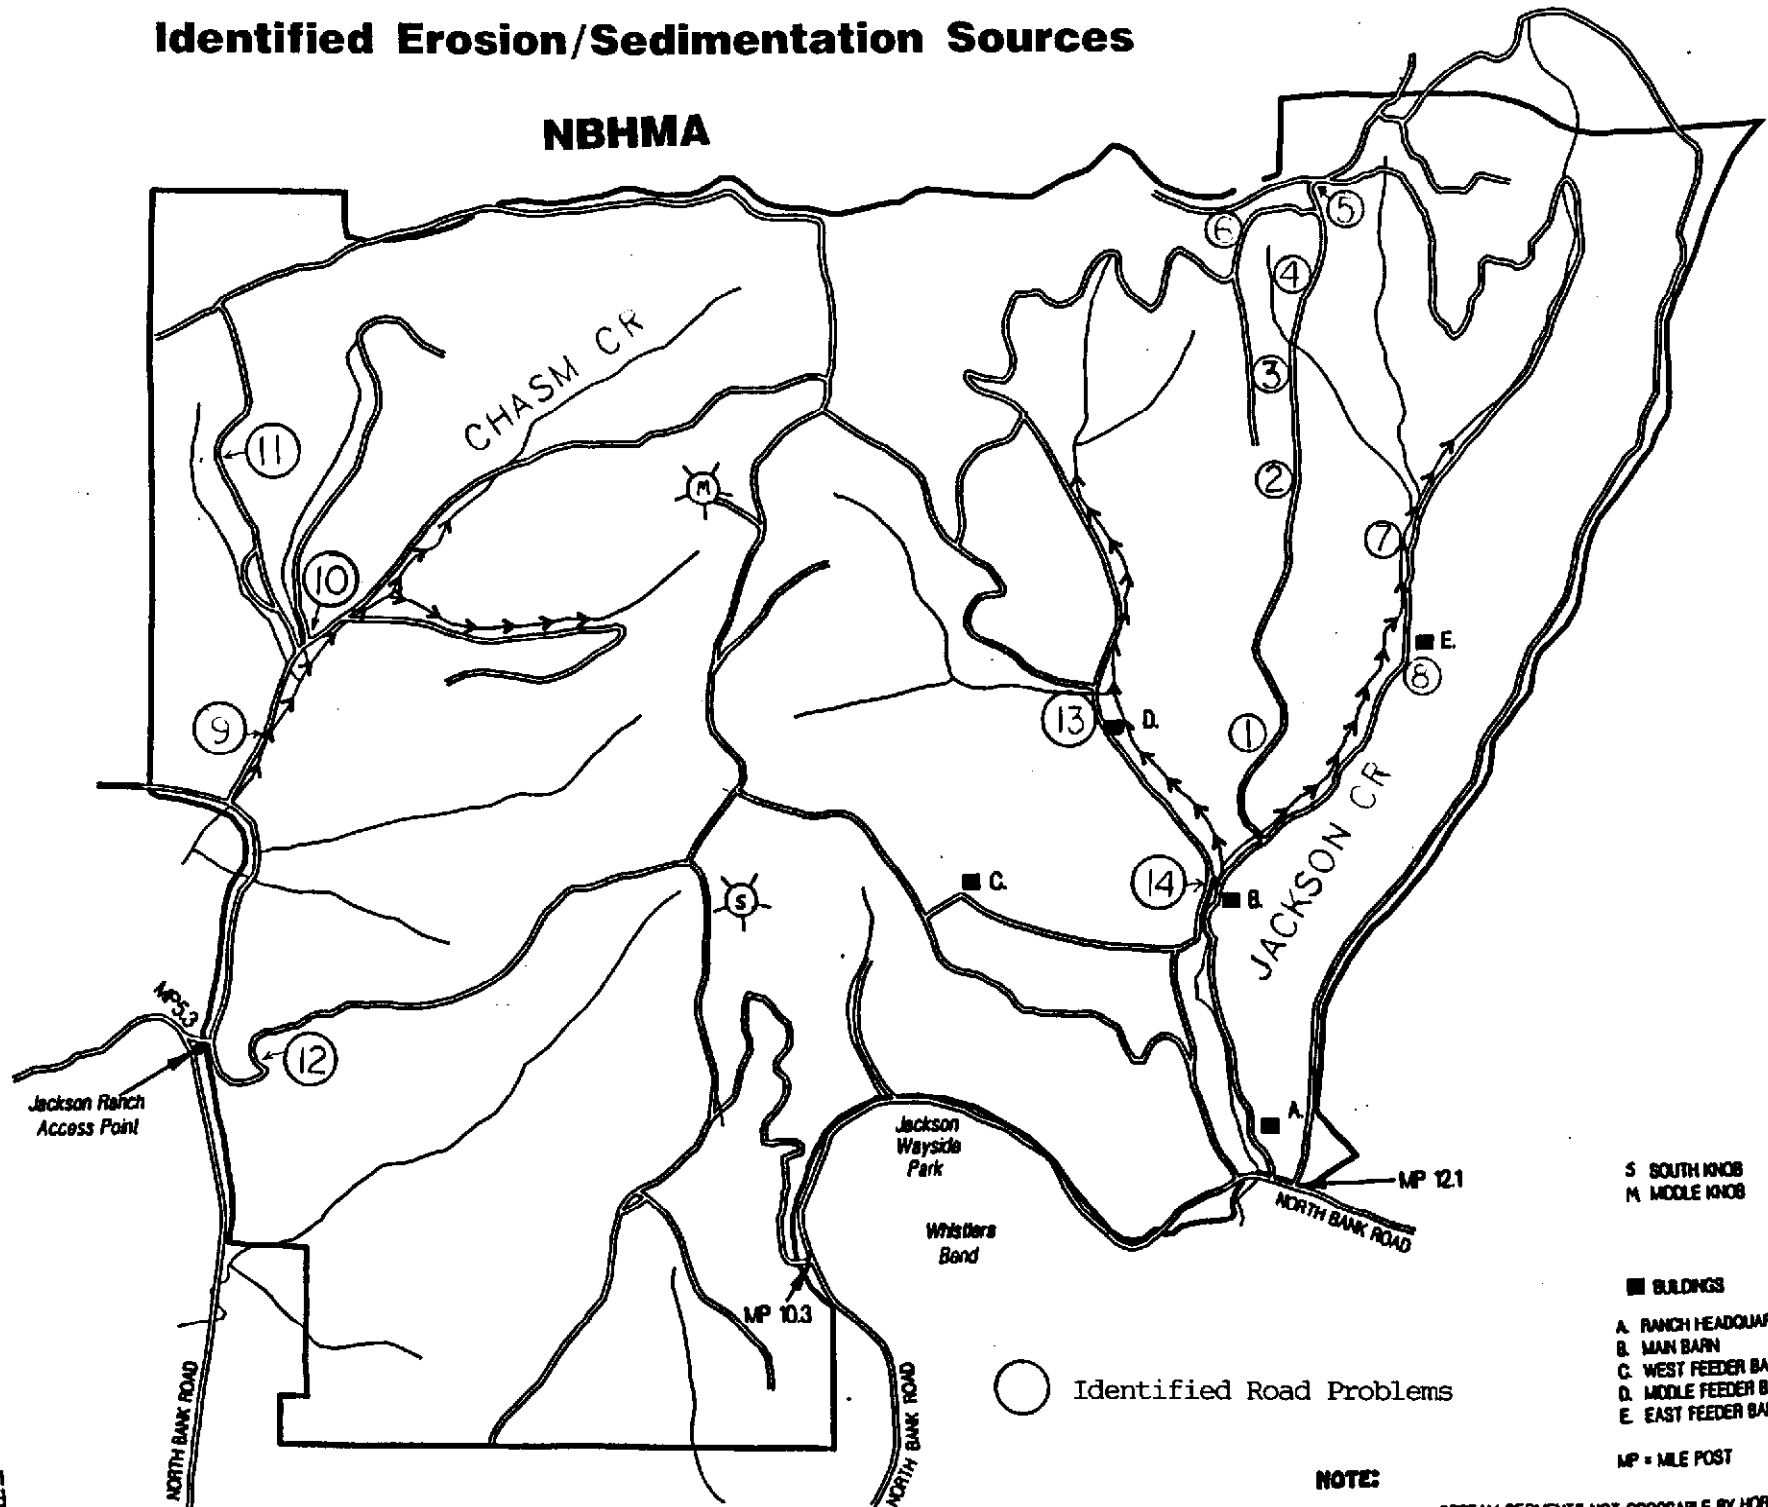 Identified Erosion/Sedimentation Sources
NBHMA
5
6
4
CHASM CR
3
11
M
2
7
10
E.
8
9
13
D.
1
JACKSON CR
C.
14
B.
S
MP5.3
12
Jackson Ranch
Access Point
A.
Jackson
Wayside
Park
MP 12.1
NORTH BANK ROAD
S SOUTH KNOB
M MIDDLE KNOB
Whistlers
Bend
BUILDINGS
MP 10.3
A. RANCH HEADQUAR
B. MAIN BARN
C. WEST FEEDER BA
D. MIDDLE FEEDER B
E. EAST FEEDER BA
Identified Road Problems
NORTH BANK ROAD
NORTH BANK ROAD
MP = MILE POST
NOTE: